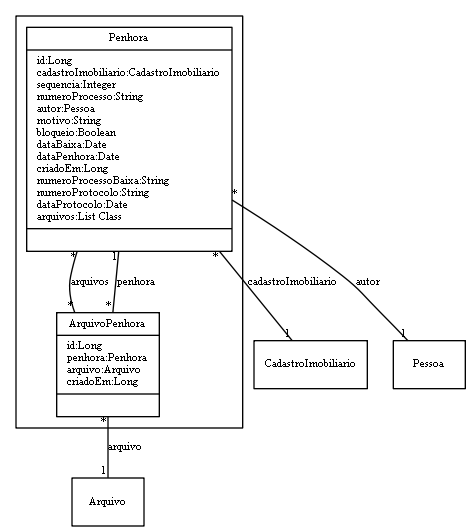 Penhora
id:Long
cadastroImobiliario:CadastroImobiliario
sequencia:Integer
numeroProcesso:String
autor:Pessoa
motivo:String
bloqueio:Boolean
dataBaixa:Date
dataPenhora:Date
criadoEm:Long
numeroProcessoBaixa:String
numeroProtocolo:String
dataProtocolo:Date
arquivos:List Class
*
* 1 *
arquivos penhora cadastroImobiliario autor
* * 1 1
ArquivoPenhora
id:Long
penhora:Penhora
arquivo:Arquivo
criadoEm:Long
CadastroImobiliario
Pessoa
*
arquivo
1
Arquivo